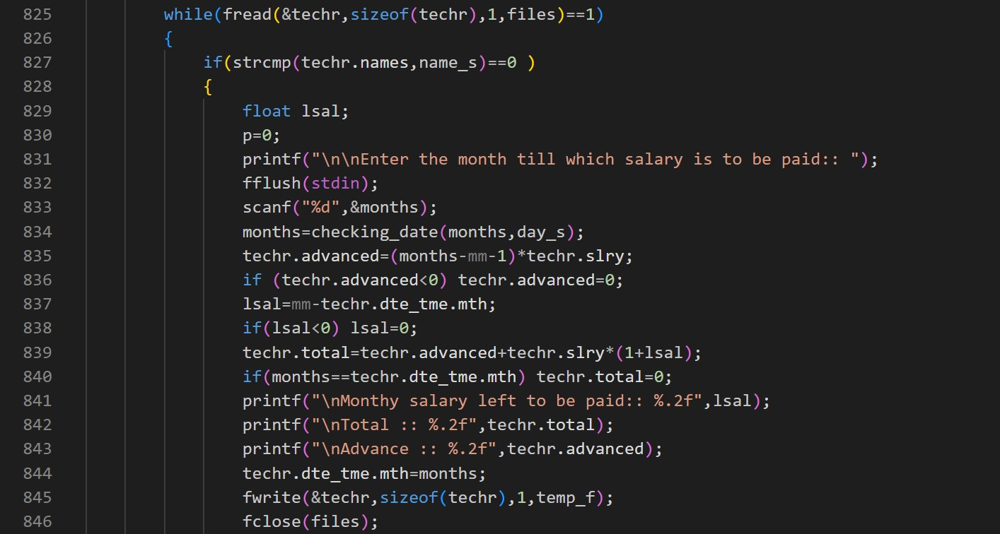 825 while(fread(&techr,sizeof(techr),1,files)==1)
826 {
827 if(strcmp(techr.names,name_s)==0 )
828 {
829 float lsal;
830 p=0;
831 printf("\n\nEnter the month till which salary is to be paid:: ");
832 fflush(stdin);
833 scanf("%d",&months);
834 months=checking_date(months,day_s);
835 techr.advanced=(months-mm-1)*techr.slry;
836 if (techr.advanced<0) techr.advanced=0;
837 lsal=mm-techr.dte_tme.mth;
838 if(lsal<0) lsal=0;
839 techr.total=techr.advanced+techr.slry*(1+lsal);
840 if(months==techr.dte_tme.mth) techr.total=0;
841 printf("\nMonthy salary left to be paid:: %.2f",lsal);
842 printf("\nTotal :: %.2f",techr.total);
843 printf("\nAdvance :: %.2f",techr.advanced);
844 techr.dte_tme.mth=months;
845 fwrite(&techr,sizeof(techr),1,temp_f);
846 fclose(files);